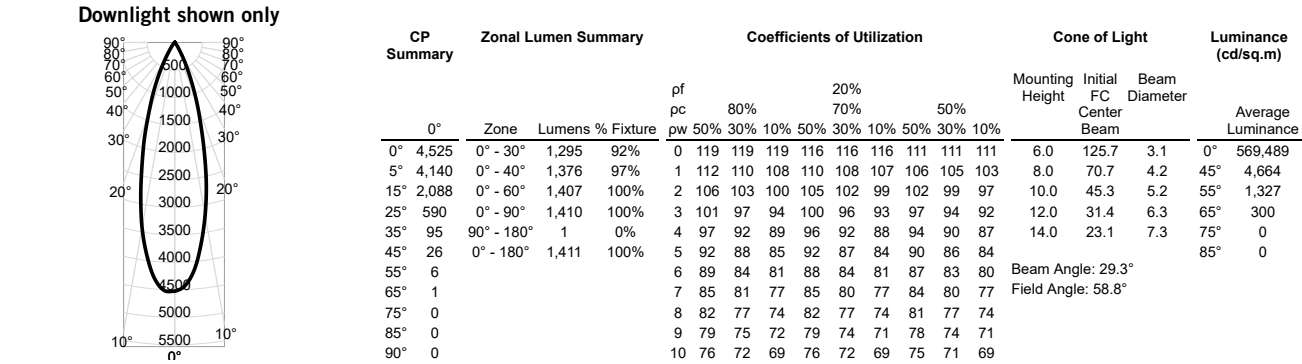 Downlight shown only
90° 90°
80° 80°
70° 70°
60° 60°
50° 50°
40° 40°
30° 30°
20° 20°
10° 10°
0°
500
1000
1500
2000
2500
3000
3500
4000
4500
5000
5500
CP Summary
0°
0° 4,525
5° 4,140
15° 2,088
25° 590
35° 95
45° 26
55° 6
65° 1
75° 0
85° 0
90° 0
Zonal Lumen Summary
Zone Lumens % Fixture
0° - 30° 1,295 92%
0° - 40° 1,376 97%
0° - 60° 1,407 100%
0° - 90° 1,410 100%
90° - 180° 1 0%
0° - 180° 1,411 100%
Coefficients of Utilization
ρf 20%
ρc 80% 70% 50%
ρw 50% 30% 10% 50% 30% 10% 50% 30% 10%
0 119 119 119 116 116 116 111 111 111
1 112 110 108 110 108 107 106 105 103
2 106 103 100 105 102 99 102 99 97
3 101 97 94 100 96 93 97 94 92
4 97 92 89 96 92 88 94 90 87
5 92 88 85 92 87 84 90 86 84
6 89 84 81 88 84 81 87 83 80
7 85 81 77 85 80 77 84 80 77
8 82 77 74 82 77 74 81 77 74
9 79 75 72 79 74 71 78 74 71
10 76 72 69 76 72 69 75 71 69
Cone of Light
Mounting Initial Beam
Height FC Diameter
Center
Beam
6.0 125.7 3.1
8.0 70.7 4.2
10.0 45.3 5.2
12.0 31.4 6.3
14.0 23.1 7.3
Beam Angle: 29.3°
Field Angle: 58.8°
Luminance
(cd/sq.m)
Average
Luminance
0° 569,489
45° 4,664
55° 1,327
65° 300
75° 0
85° 0